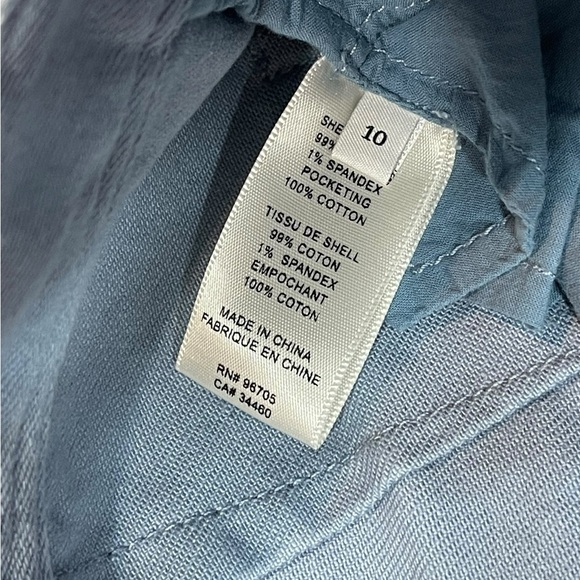 10
SHE
99%
1% SPANDEX
POCKETING
100% COTTON
TISSU DE SHELL
99% COTON
1% SPANDEX
EMPOCHANT
100% COTON
MADE IN CHINA
FABRIQUE EN CHINE
RN# 96705
CA# 34460